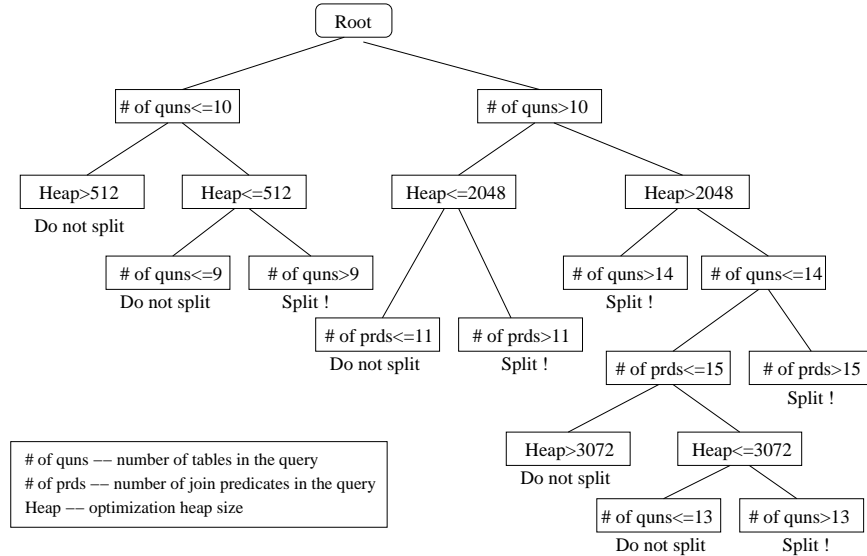 Root
# of quns<=10
# of quns>10
Heap>512
Heap<=512
Heap<=2048
Heap>2048
Do not split
# of quns<=9
# of quns>9
# of quns>14
# of quns<=14
Do not split
Split !
Split !
# of prds<=11
# of prds>11
Do not split
Split !
# of prds<=15
# of prds>15
Split !
Heap>3072
Heap<=3072
Do not split
# of quns<=13
# of quns>13
Do not split
Split !
# of quns −− number of tables in the query
# of prds −− number of join predicates in the query
Heap −− optimization heap size